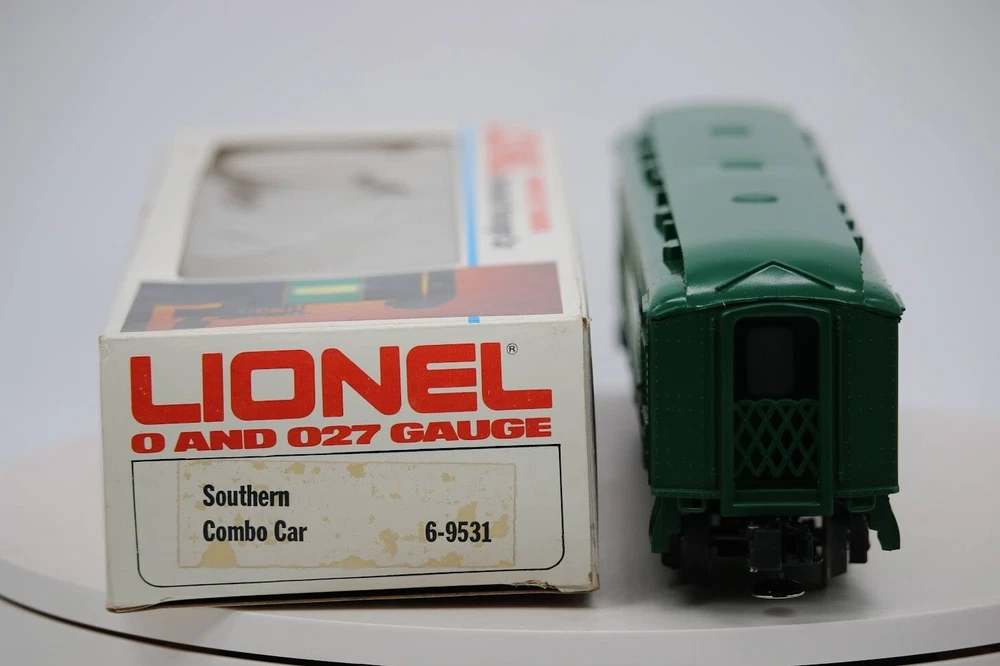 LIONEL®
O AND O27 GAUGE
Southern
Combo Car 6-9531